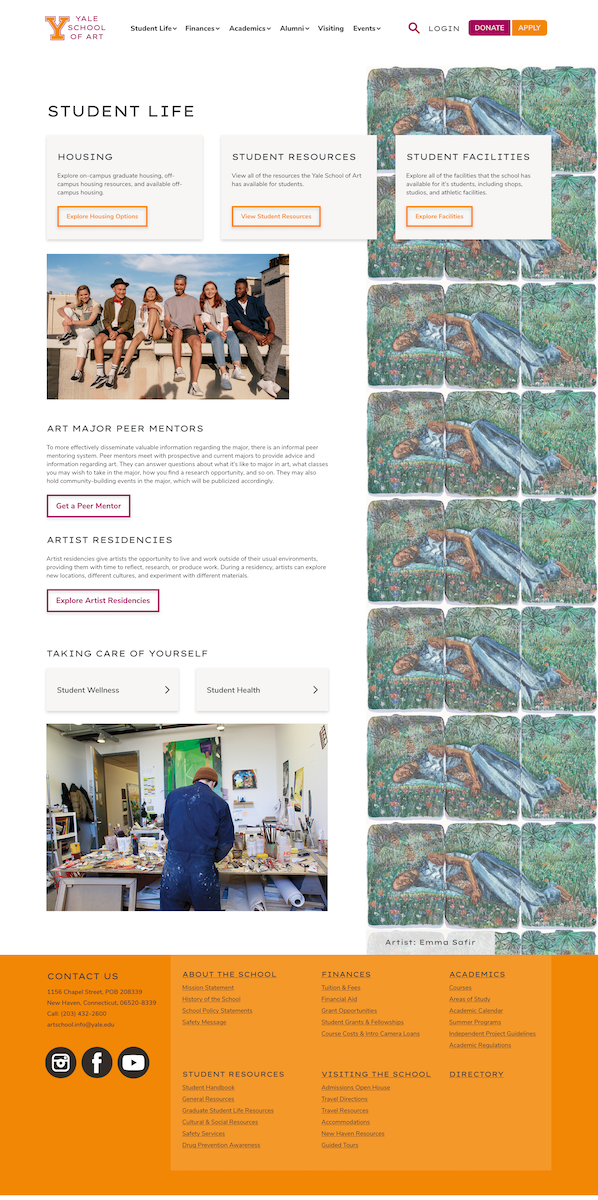 YALE
SCHOOL
OF ART
Student Life
Finances
Academics
Alumni
Visiting
Events
LOGIN
DONATE
APPLY
STUDENT LIFE
HOUSING
Explore on-campus graduate housing, off-
campus housing resources, and available off-
campus housing.
Explore Housing Options
STUDENT RESOURCES
View all of the resources the Yale School of Art
has available for students.
View Student Resources
STUDENT FACILITIES
Explore all of the facilities that the school has
available for it's students, including shops,
studios, and athletic facilities.
Explore Facilities
ART MAJOR PEER MENTORS
To more effectively disseminate valuable information regarding the major, there is an informal peer
mentoring system. Peer mentors meet with prospective and current majors to provide advice and
information regarding art. They can answer questions about what it's like to major in art, what classes
you may wish to take in the major, how you find a research opportunity, and so on. They may also
hold community-building events in the major, which will be publicized accordingly.
Get a Peer Mentor
ARTIST RESIDENCIES
Artist residencies give artists the opportunity to live and work outside of their usual environments,
providing them with time to reflect, research, or produce work. During a residency, artists can explore
new locations, different cultures, and experiment with different materials.
Explore Artist Residencies
TAKING CARE OF YOURSELF
Student Wellness
Student Health
Artist: Emma Safir
CONTACT US
1156 Chapel Street, POB 208339
New Haven, Connecticut, 06520-8339
Call: (203) 432-2600
artschool.info@yale.edu
ABOUT THE SCHOOL
Mission Statement
History of the School
School Policy Statements
Safety Message
FINANCES
Tuition & Fees
Financial Aid
Grant Opportunities
Student Grants & Fellowships
Course Costs & Intro Camera Loans
ACADEMICS
Courses
Areas of Study
Academic Calendar
Summer Programs
Independent Project Guidelines
Academic Regulations
STUDENT RESOURCES
Student Handbook
General Resources
Graduate Student Life Resources
Cultural & Social Resources
Safety Services
Drug Prevention Awareness
VISITING THE SCHOOL
Admissions Open House
Travel Directions
Travel Resources
Accommodations
New Haven Resources
Guided Tours
DIRECTORY